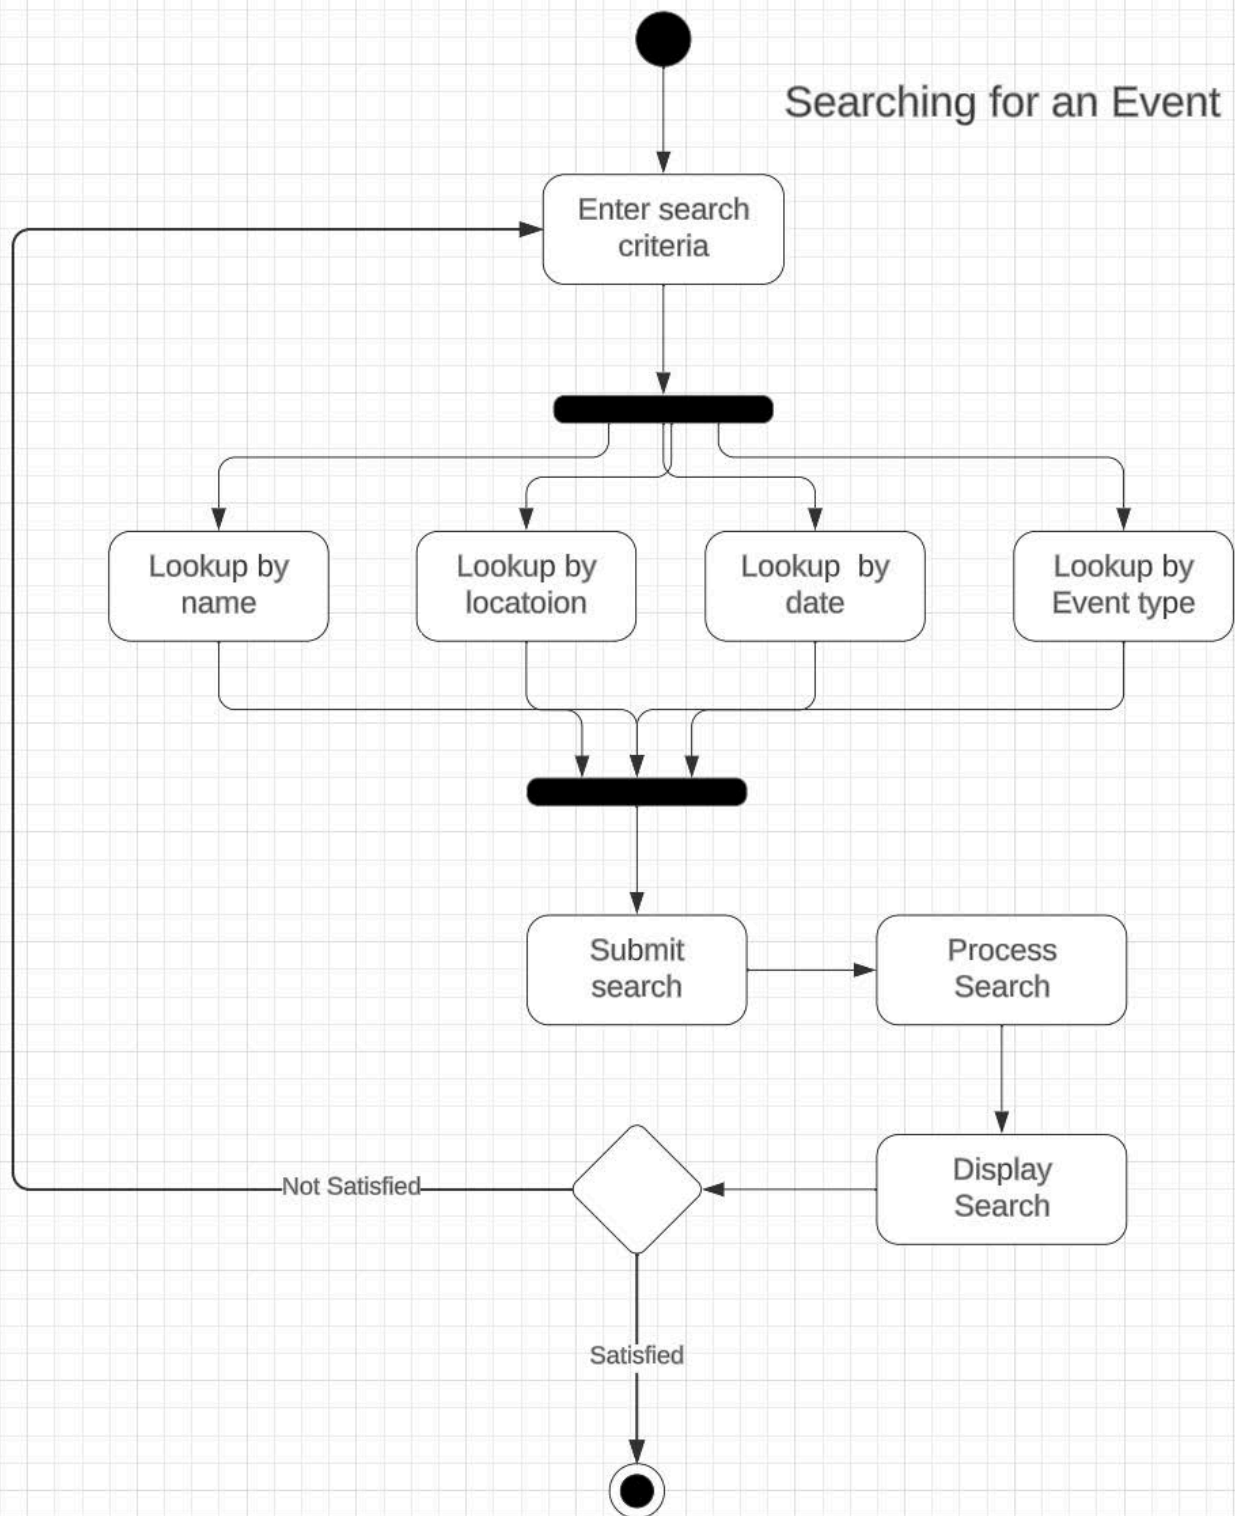 Searching for an Event
Enter search
criteria
Lookup by
name
Lookup by
locatoion
Lookup by
date
Lookup by
Event type
Submit
search
Process
Search
Display
Search
Not Satisfied
Satisfied